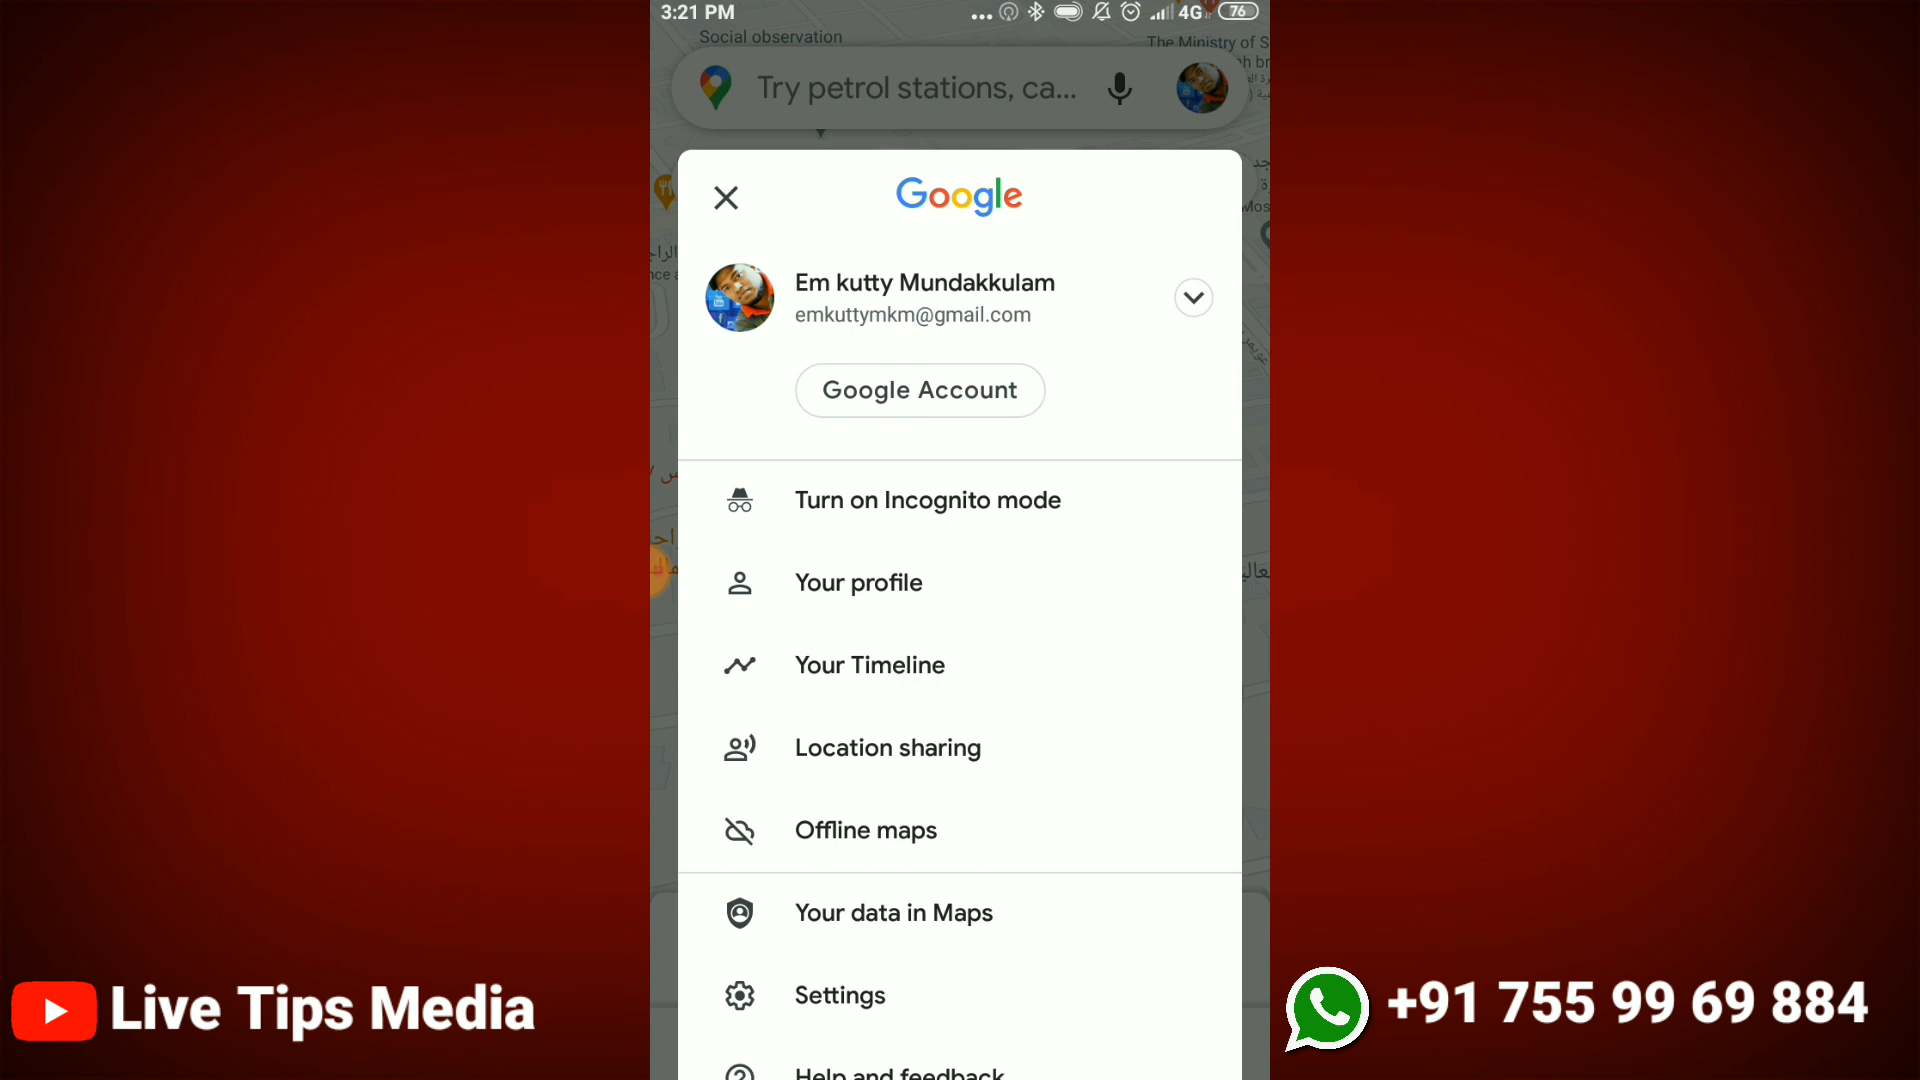 3:21 PM
4G
76
Social observation
The Ministry of S
Try petrol stations, ca...
Google
Em kutty Mundakkulam
emkuttymkm@gmail.com
Google Account
Turn on Incognito mode
Your profile
Your Timeline
Location sharing
Offline maps
Your data in Maps
Settings
Help and feedback
Live Tips Media
+91 755 99 69 884